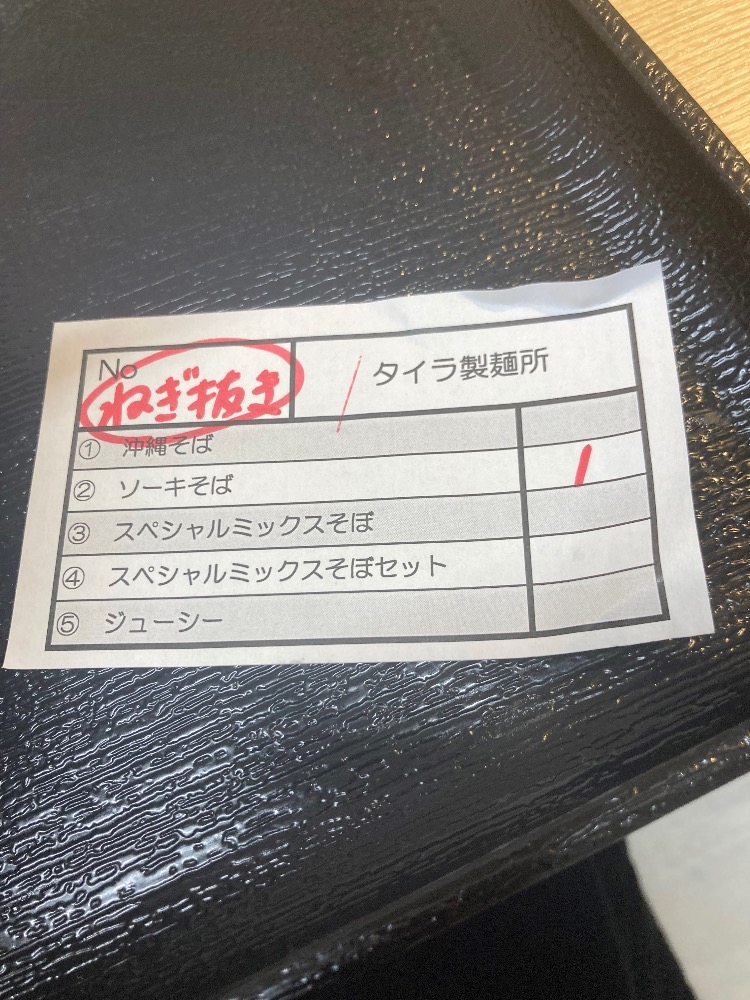 No
ねぎ抜き
タイラ製麺所
① 沖縄そば
② ソーキそば 1
③ スペシャルミックスそぼ
④ スペシャルミックスそぼセット
⑤ ジューシー